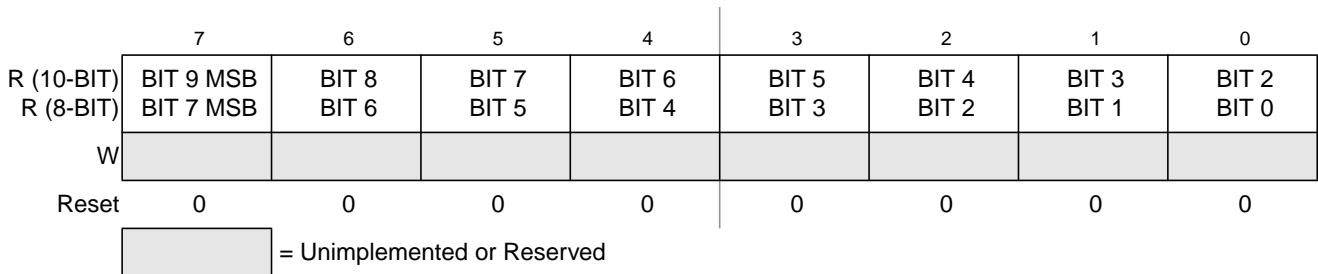 7 6 5 4 3 2 1 0
R (10-BIT) BIT 9 MSB BIT 8 BIT 7 BIT 6 BIT 5 BIT 4 BIT 3 BIT 2
R (8-BIT) BIT 7 MSB BIT 6 BIT 5 BIT 4 BIT 3 BIT 2 BIT 1 BIT 0
W
Reset 0 0 0 0 0 0 0 0
= Unimplemented or Reserved